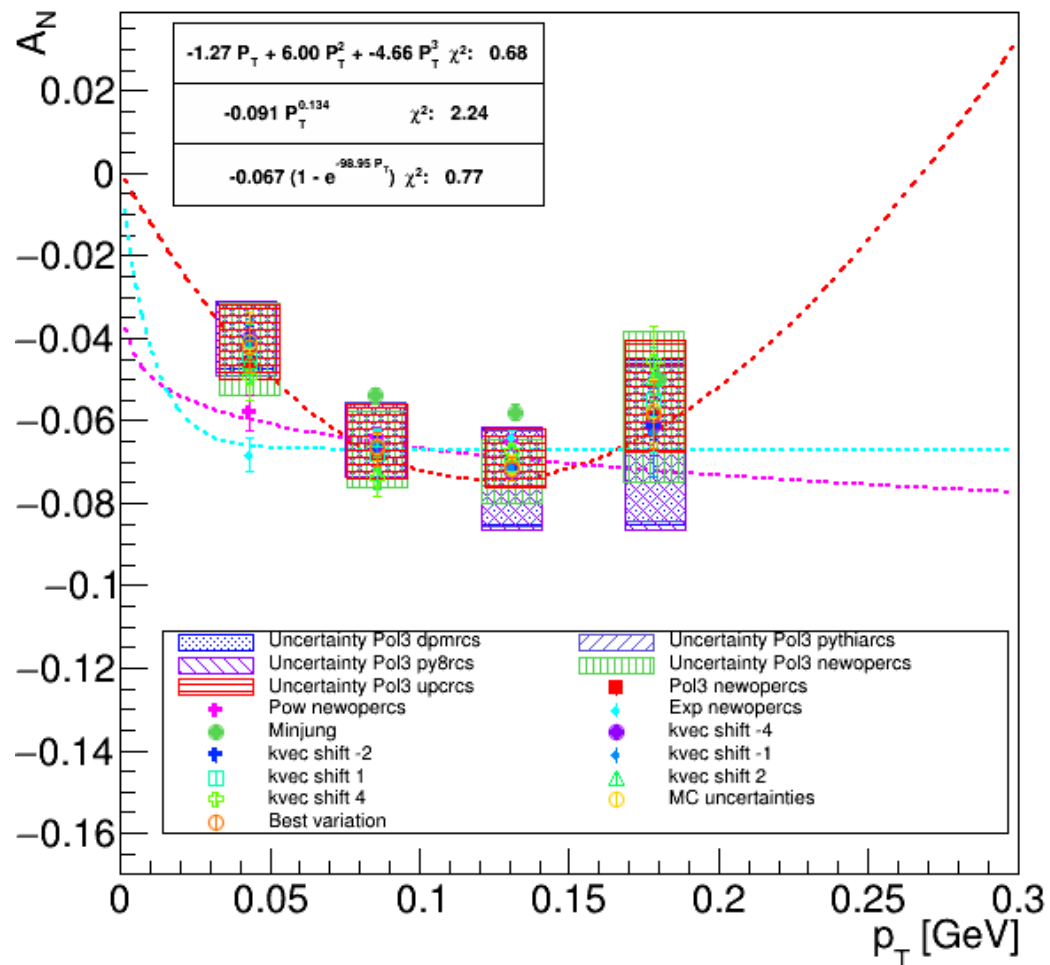 A_N
-1.27 P_T + 6.00 P_T^2 + -4.66 P_T^3 χ²: 0.68
-0.091 P_T^0.134 χ²: 2.24
-0.067 (1 - e^-98.95 P_T) χ²: 0.77
0.02
0
−0.02
−0.04
−0.06
−0.08
−0.1
−0.12
−0.14
−0.16
Uncertainty Pol3 dpmrcs
Uncertainty Pol3 pythiarcs
Uncertainty Pol3 py8rcs
Uncertainty Pol3 newopercs
Uncertainty Pol3 upcrcs
Pol3 newopercs
Pow newopercs
Exp newopercs
Minjung
kvec shift -4
kvec shift -2
kvec shift -1
kvec shift 1
kvec shift 2
kvec shift 4
MC uncertainties
Best variation
0 0.05 0.1 0.15 0.2 0.25 0.3
p_T [GeV]